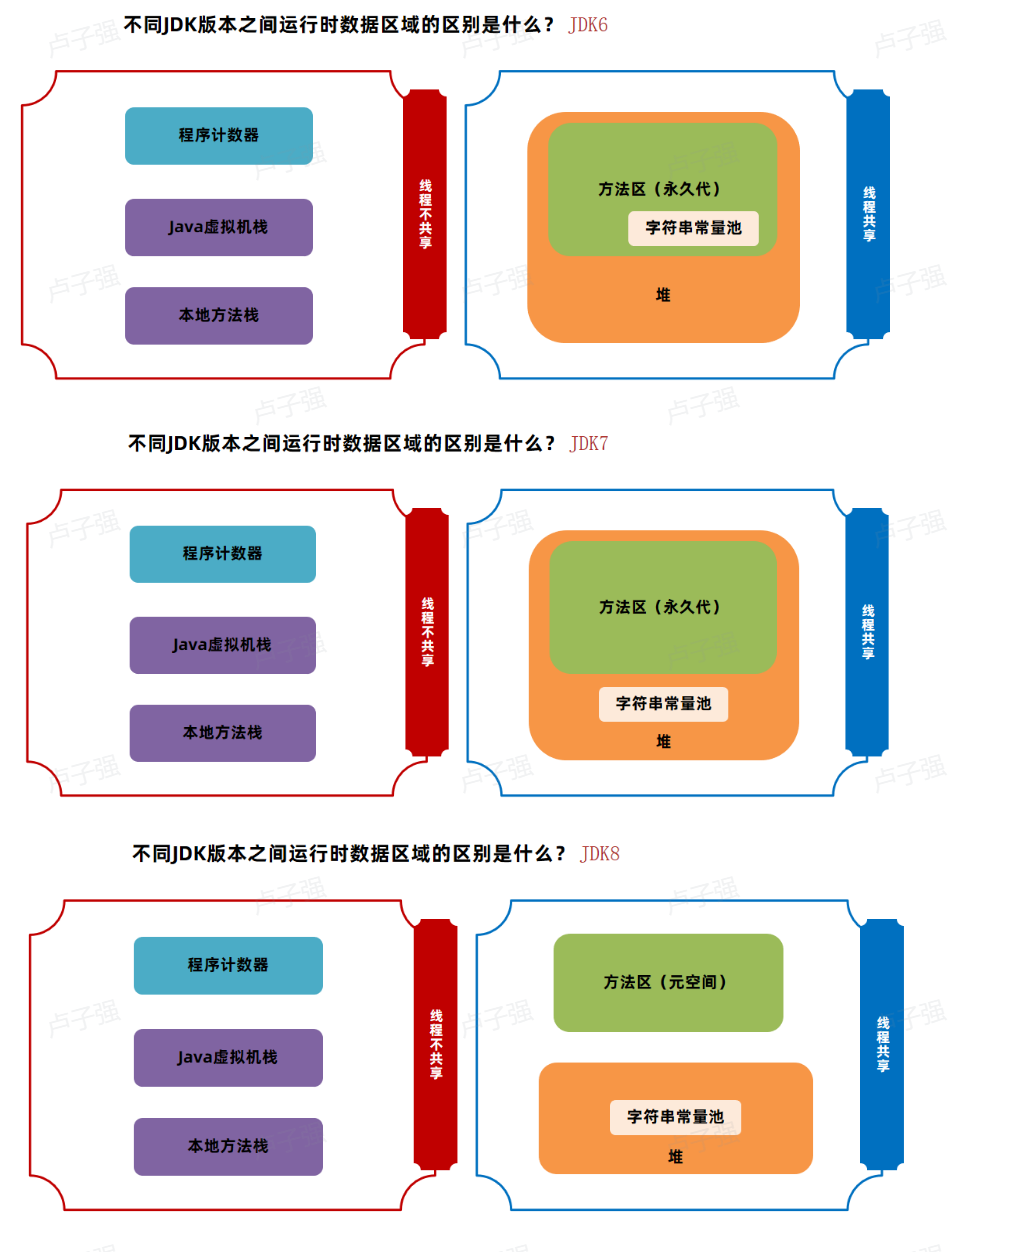 不同JDK版本之间运行时数据区域的区别是什么？ JDK6
程序计数器
Java虚拟机栈
本地方法栈
线程不共享
方法区（永久代）
字符串常量池
堆
线程共享
不同JDK版本之间运行时数据区域的区别是什么？ JDK7
程序计数器
Java虚拟机栈
本地方法栈
线程不共享
方法区（永久代）
字符串常量池
堆
线程共享
不同JDK版本之间运行时数据区域的区别是什么？ JDK8
程序计数器
Java虚拟机栈
本地方法栈
线程不共享
方法区（元空间）
字符串常量池
堆
线程共享
卢子强